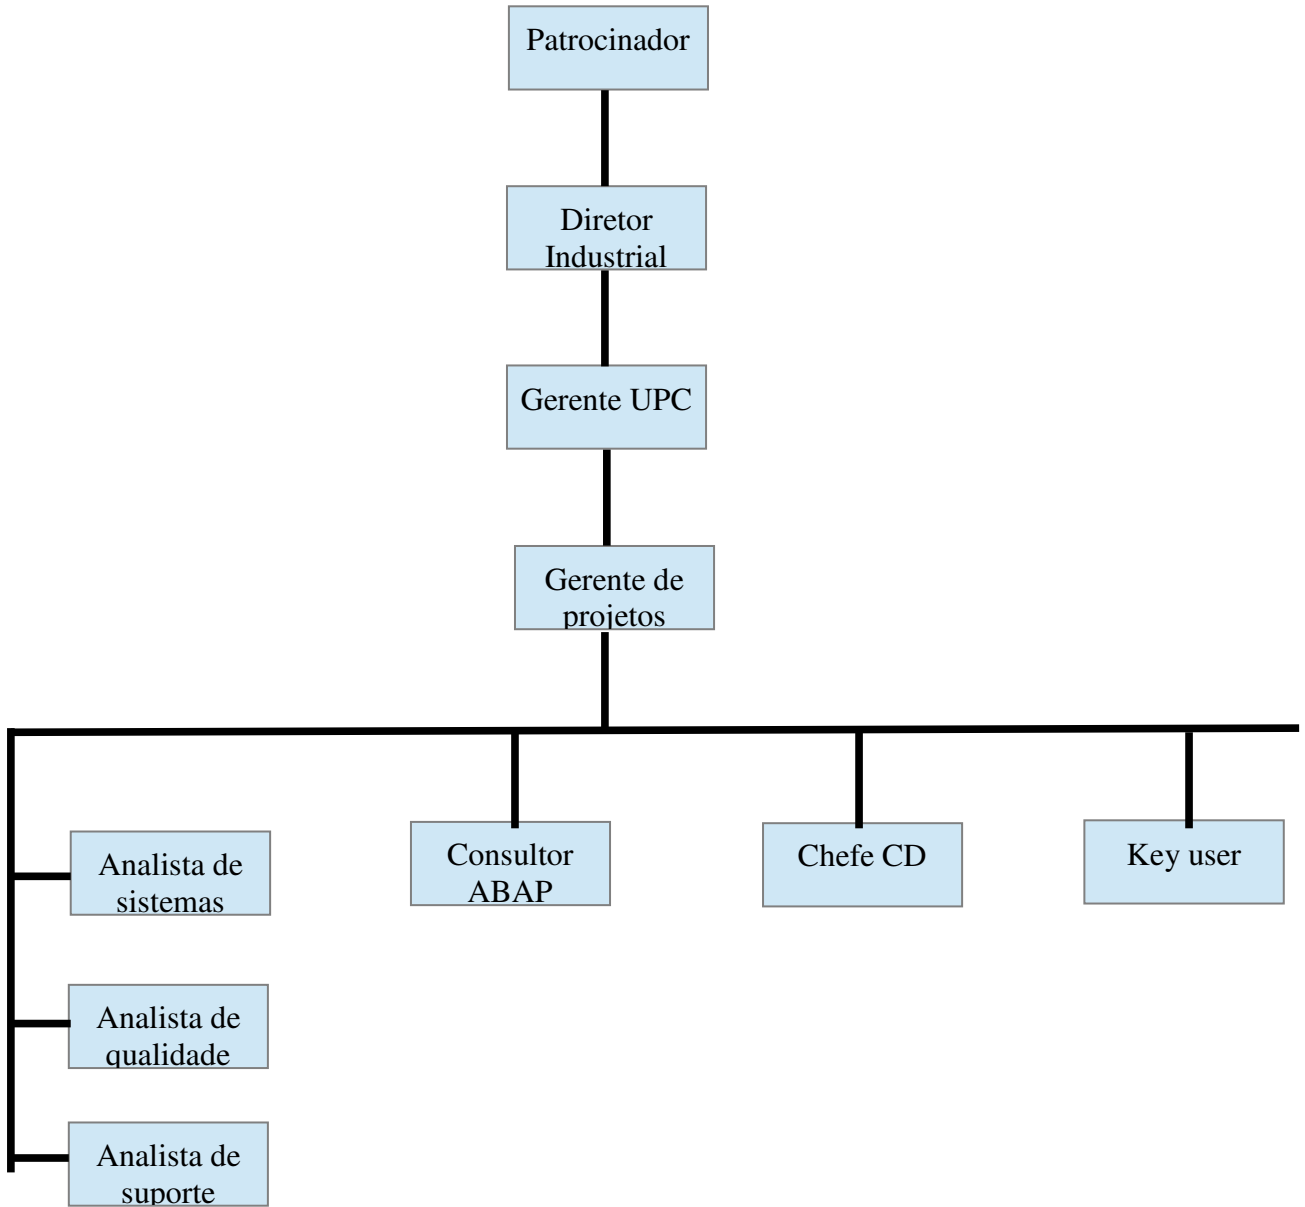 Patrocinador
Diretor
Industrial
Gerente UPC
Gerente de
projetos
Analista de
sistemas
Consultor
ABAP
Chefe CD
Key user
Analista de
qualidade
Analista de
suporte